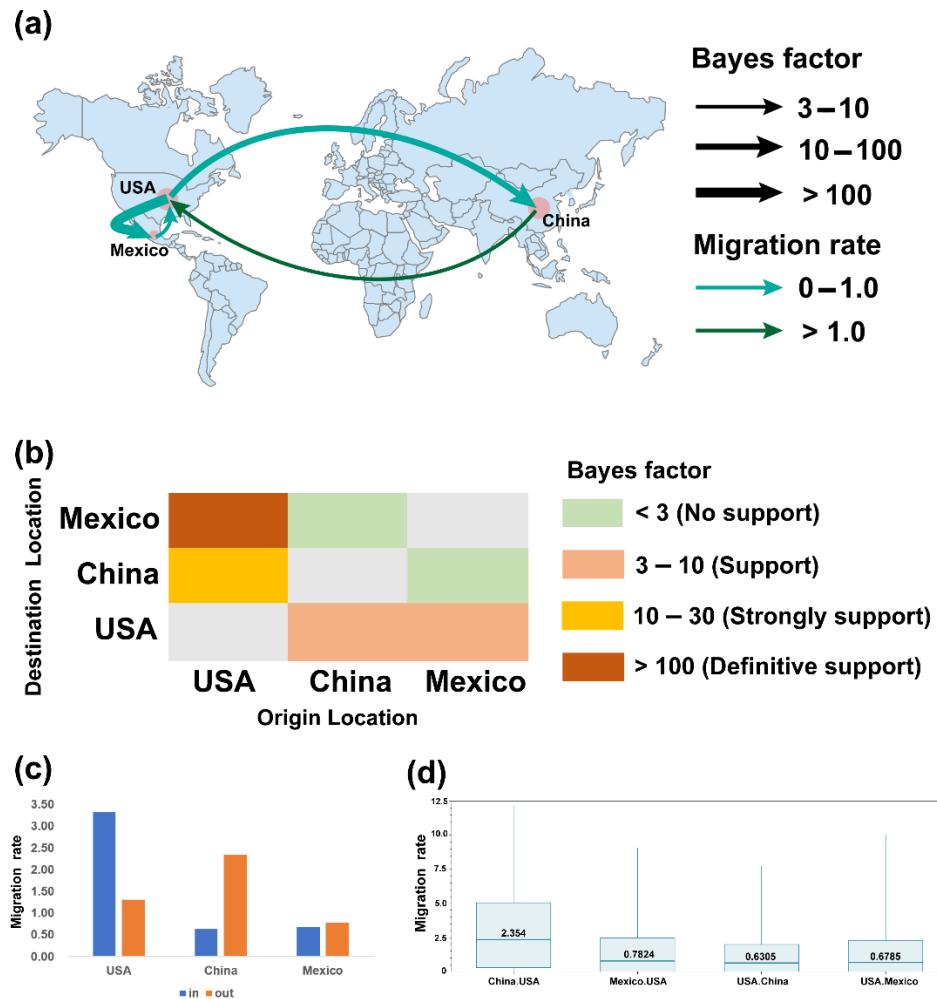 (a)
USA
Mexico
China
Bayes factor
3–10
10–100
> 100
Migration rate
0–1.0
> 1.0
(b)
Destination Location
Mexico
China
USA
USA China Mexico
Origin Location
Bayes factor
< 3 (No support)
3 – 10 (Support)
10 – 30 (Strongly support)
> 100 (Definitive support)
(c)
Migration rate
3.50
3.00
2.50
2.00
1.50
1.00
0.50
0.00
USA China Mexico
in out
(d)
Migration rate
12.5
10.0
7.5
5.0
2.5
0
2.354
0.7824
0.6305
0.6785
China.USA Mexico.USA USA.China USA.Mexico